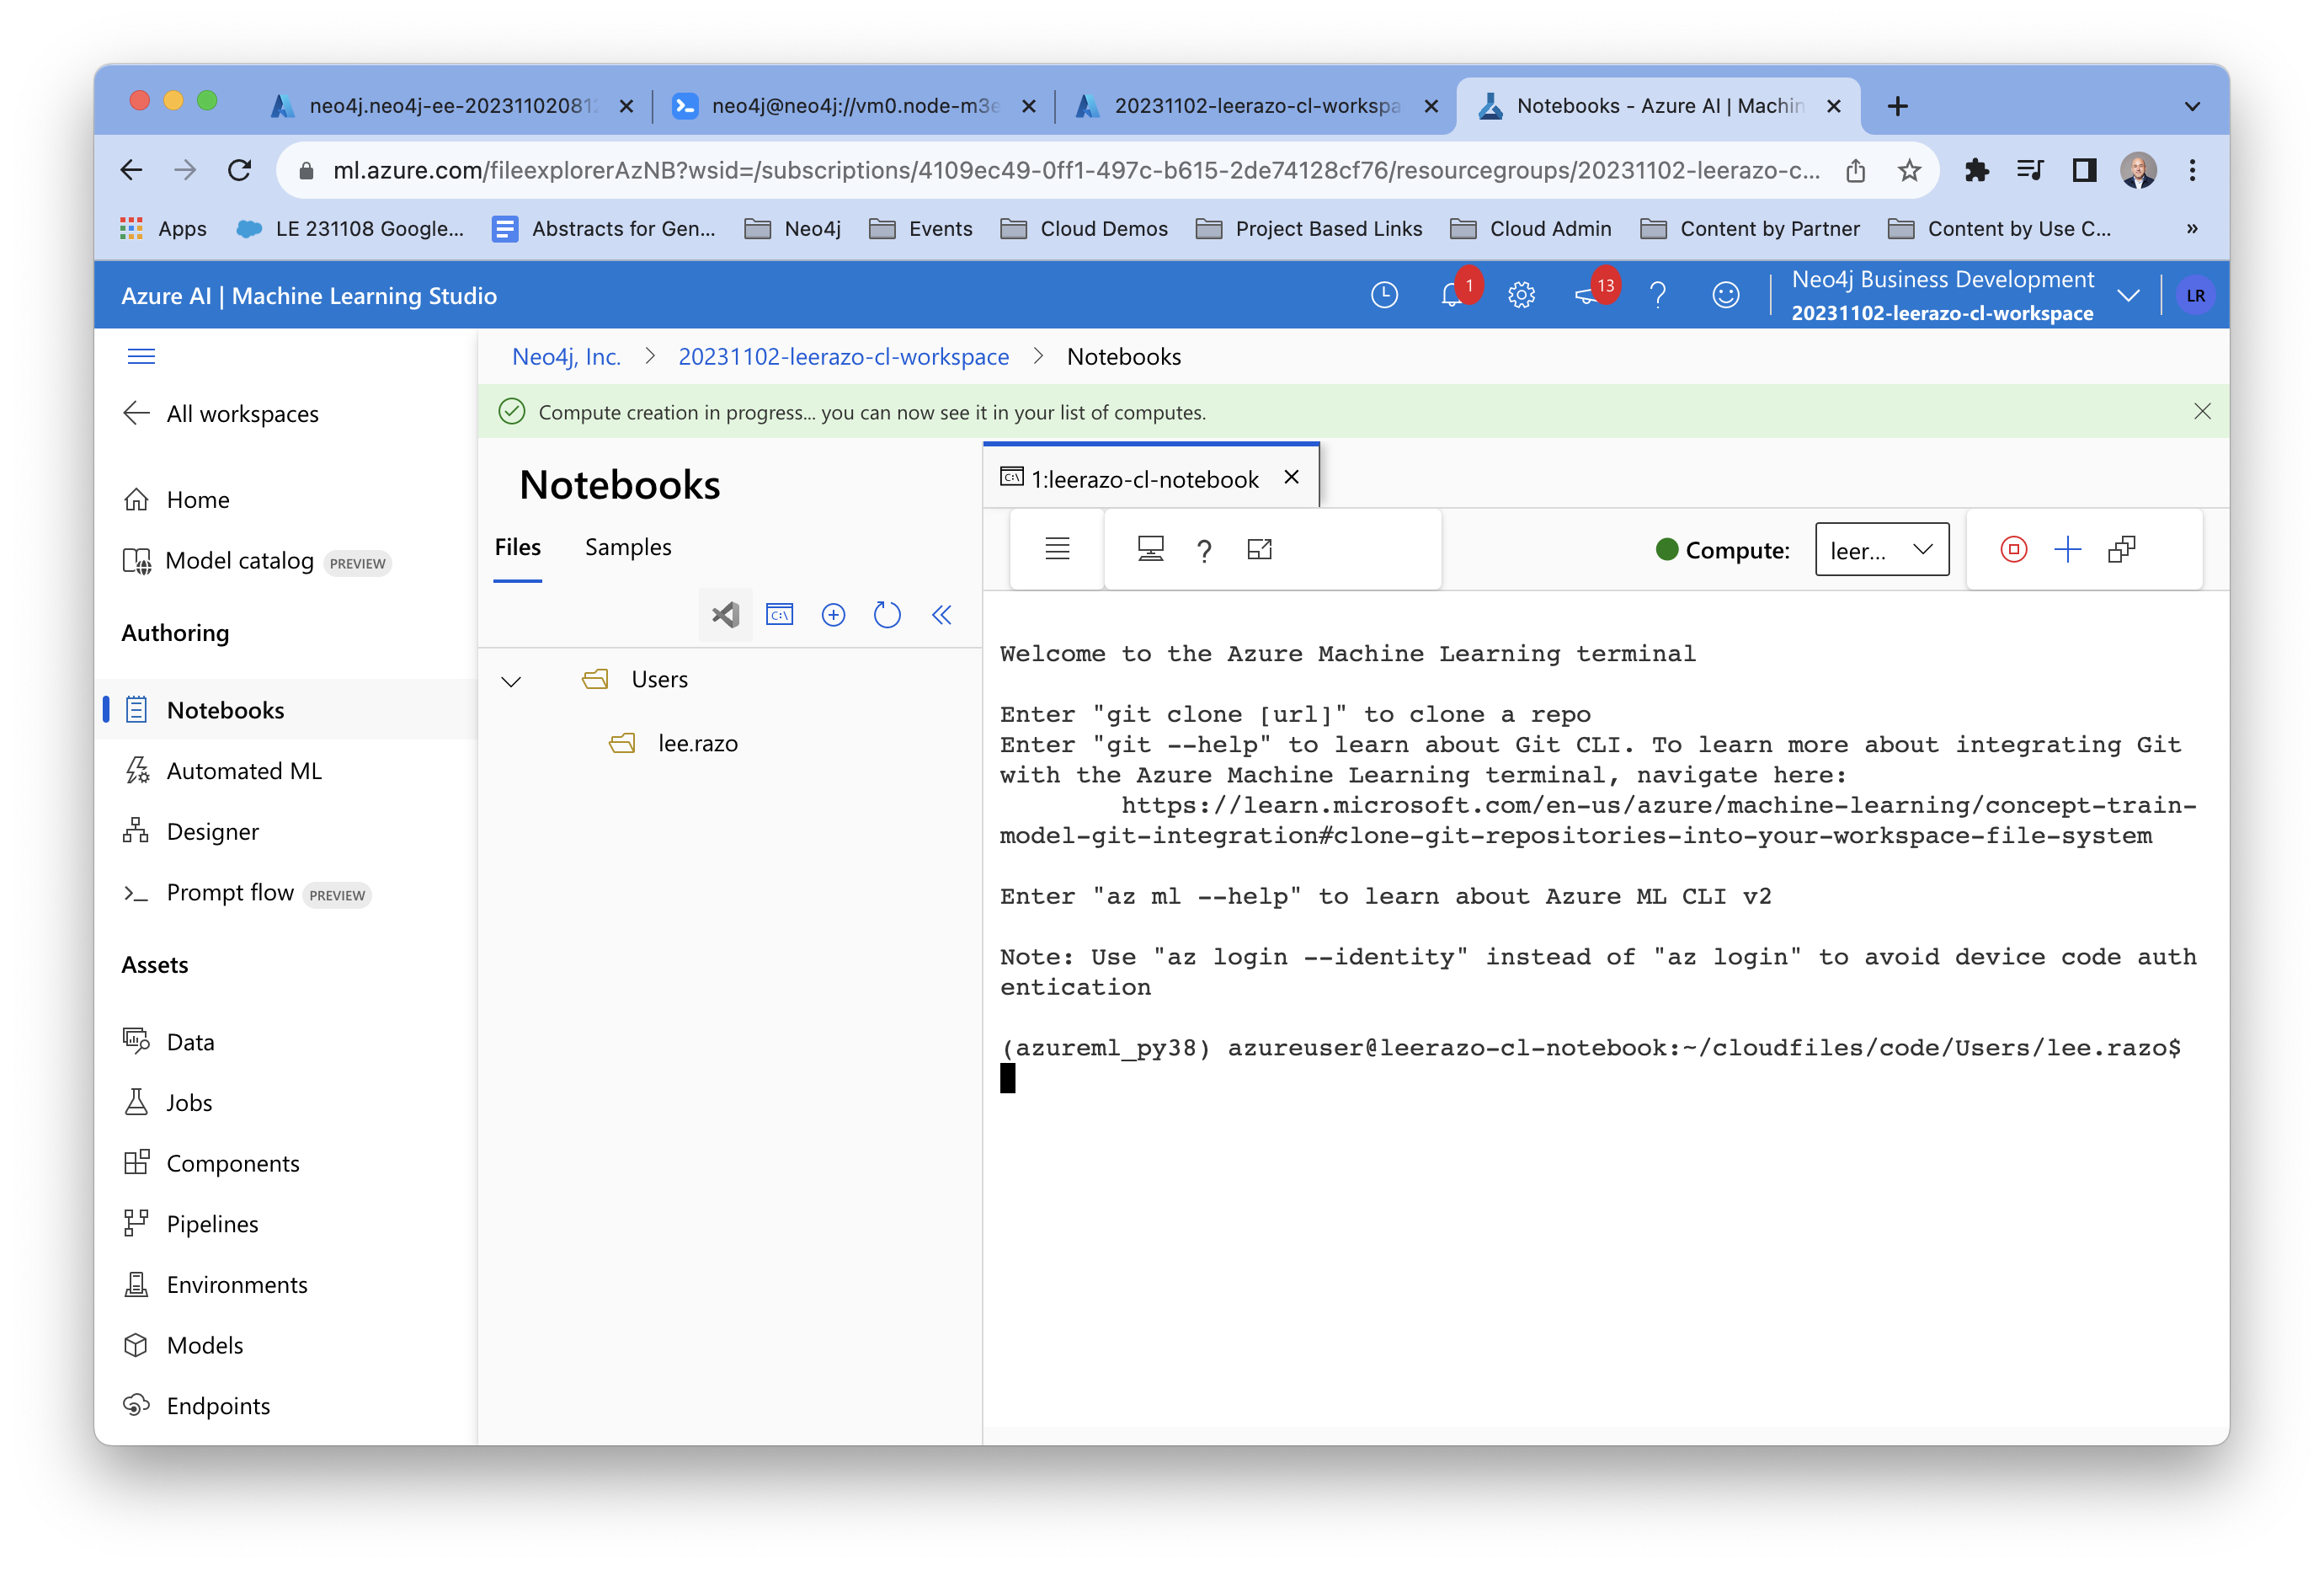 neo4j.neo4j-ee-20231102081
neo4j@neo4j://vm0.node-m3e
20231102-leerazo-cl-workspa
Notebooks - Azure AI | Machin
ml.azure.com/fileexplorerAzNB?wsid=/subscriptions/4109ec49-0ff1-497c-b615-2de74128cf76/resourcegroups/20231102-leerazo-c...
Apps
LE 231108 Google...
Abstracts for Gen...
Neo4j
Events
Cloud Demos
Project Based Links
Cloud Admin
Content by Partner
Content by Use C...
»
Azure AI | Machine Learning Studio
1
13
Neo4j Business Development
20231102-leerazo-cl-workspace
LR
All workspaces
Home
Model catalog PREVIEW
Authoring
Notebooks
Automated ML
Designer
Prompt flow PREVIEW
Assets
Data
Jobs
Components
Pipelines
Environments
Models
Endpoints
Neo4j, Inc. > 20231102-leerazo-cl-workspace > Notebooks
Compute creation in progress... you can now see it in your list of computes.
Notebooks
Files
Samples
Users
lee.razo
1:leerazo-cl-notebook
Compute:
leer...
Welcome to the Azure Machine Learning terminal
Enter "git clone [url]" to clone a repo
Enter "git --help" to learn about Git CLI. To learn more about integrating Git
with the Azure Machine Learning terminal, navigate here:
https://learn.microsoft.com/en-us/azure/machine-learning/concept-train-
model-git-integration#clone-git-repositories-into-your-workspace-file-system
Enter "az ml --help" to learn about Azure ML CLI v2
Note: Use "az login --identity" instead of "az login" to avoid device code auth
entication
(azureml_py38) azureuser@leerazo-cl-notebook:~/cloudfiles/code/Users/lee.razo$